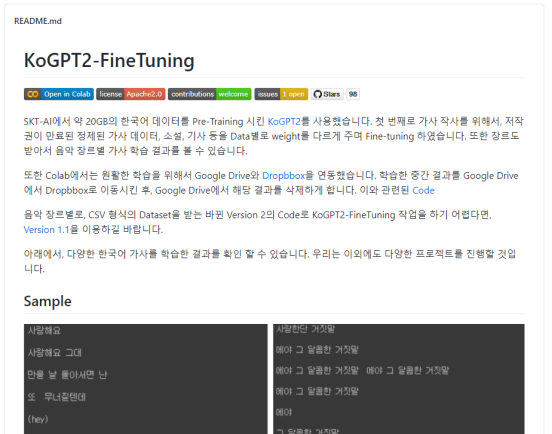 README.md
KoGPT2-FineTuning
Open in Colab license Apache2.0 contributions welcome issues 1 open Stars 98
SKT-AI에서 약 20GB의 한국어 데이터를 Pre-Training 시킨 KoGPT2를 사용했습니다. 첫 번째로 가사 작사를 위해서, 저작
권이 만료된 정제된 가사 데이터, 소설, 기사 등을 Data별로 weight를 다르게 주며 Fine-tuning 하였습니다. 또한 장르도
받아서 음악 장르별 가사 학습 결과를 볼 수 있습니다.
또한 Colab에서는 원활한 학습을 위해서 Google Drive와 Dropbbox을 연동했습니다. 학습한 중간 결과를 Google Drive
에서 Dropbbox로 이동시킨 후, Google Drive에서 해당 결과를 삭제하게 합니다. 이와 관련된 Code
음악 장르별로, CSV 형식의 Dataset을 받는 바뀐 Version 2의 Code로 KoGPT2-FineTuning 작업을 하기 어렵다면,
Version 1.1을 이용하길 바랍니다.
아래에서, 다양한 한국어 가사를 학습한 결과를 확인 할 수 있습니다. 우리는 이외에도 다양한 프로젝트를 진행할 것입
니다.
Sample
사랑해요
사랑해요 그대
만을 날 돌아서면 난
또 무너질텐데
(hey)
사랑한단 거짓말
에야 그 달콤한 거짓말
에야 그 달콤한 거짓말 에야 그 달콤한 거짓말
에야 그 달콤한 거짓말
에야
그 달콤한 거짓말